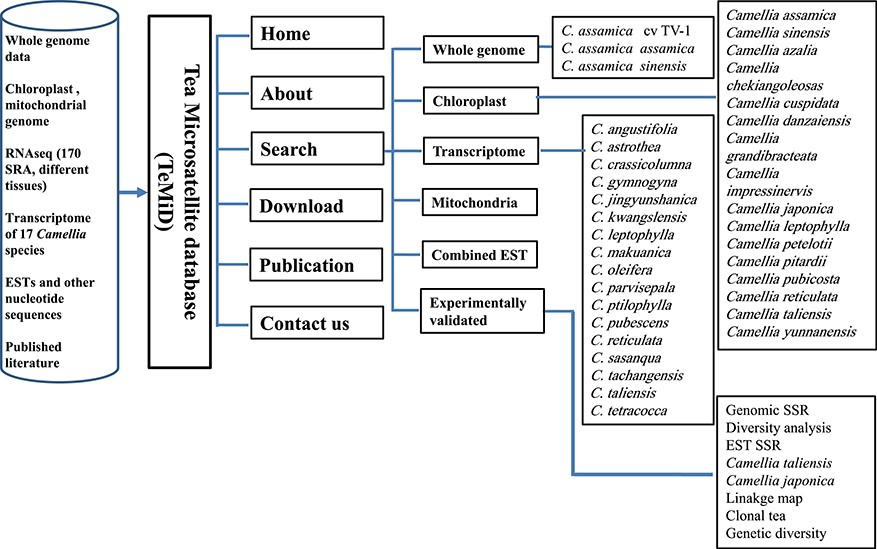 Whole genome
data
Chloroplast ,
mitochondrial
genome
RNAseq (170
SRA, different
tissues)
Transcriptome
of 17 Camellia
species
ESTs and other
nucleotide
sequences
Published
literature
Tea Microsatellite database
(TeMiD)
Home
About
Search
Download
Publication
Contact us
Whole genome
Chloroplast
Transcriptome
Mitochondria
Combined EST
Experimentally
validated
C. assamica cv TV-1
C. assamica assamica
C. assamica sinensis
C. angustifolia
C. astrothea
C. crassicolumna
C. gymnogyna
C. jingyunshanica
C. kwangslensis
C. leptophylla
C. makuanica
C. oleifera
C. parvisepala
C. ptilophylla
C. pubescens
C. reticulata
C. sasanqua
C. tachangensis
C. taliensis
C. tetracocca
Camellia assamica
Camellia sinensis
Camellia azalia
Camellia
chekiangoleosas
Camellia cuspidata
Camellia danzaiensis
Camellia
grandibracteata
Camellia
impressinervis
Camellia japonica
Camellia leptophylla
Camellia petelotii
Camellia pitardii
Camellia pubicosta
Camellia reticulata
Camellia taliensis
Camellia yunnanensis
Genomic SSR
Diversity analysis
EST SSR
Camellia taliensis
Camellia japonica
Linakge map
Clonal tea
Genetic diversity